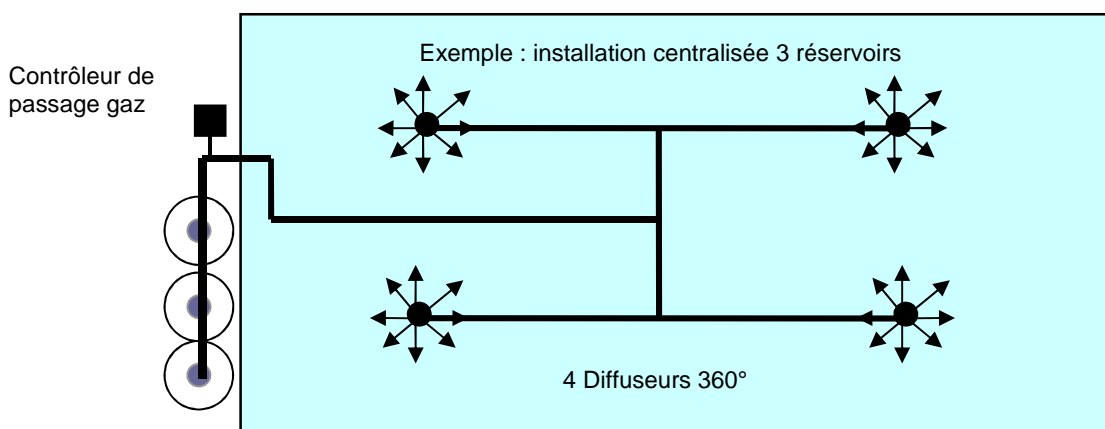 Exemple : installation centralisée 3 réservoirs
Contrôleur de
passage gaz
4 Diffuseurs 360°